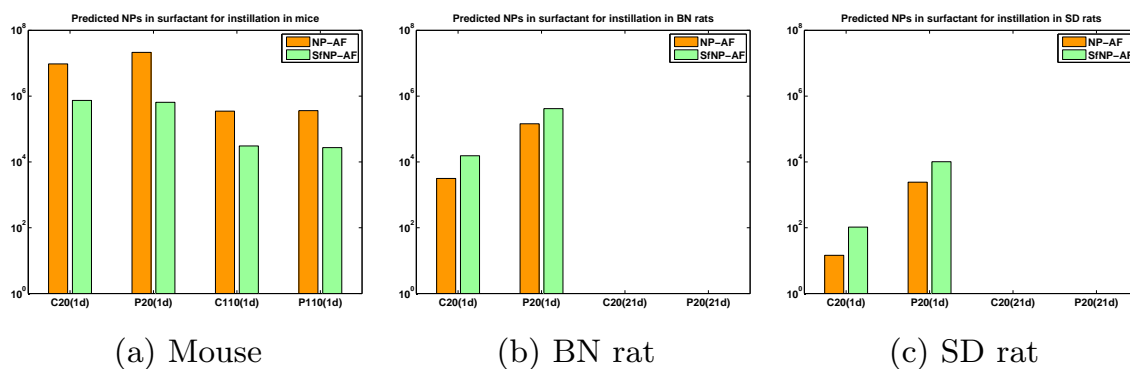 Predicted NPs in surfactant for instillation in mice
10^8
10^6
10^4
10^2
10^0
NP-AF
SfNP-AF
C20(1d) P20(1d) C110(1d) P110(1d)
(a) Mouse
Predicted NPs in surfactant for instillation in BN rats
10^8
10^6
10^4
10^2
10^0
NP-AF
SfNP-AF
C20(1d) P20(1d) C20(21d) P20(21d)
(b) BN rat
Predicted NPs in surfactant for instillation in SD rats
10^8
10^6
10^4
10^2
10^0
NP-AF
SfNP-AF
C20(1d) P20(1d) C20(21d) P20(21d)
(c) SD rat